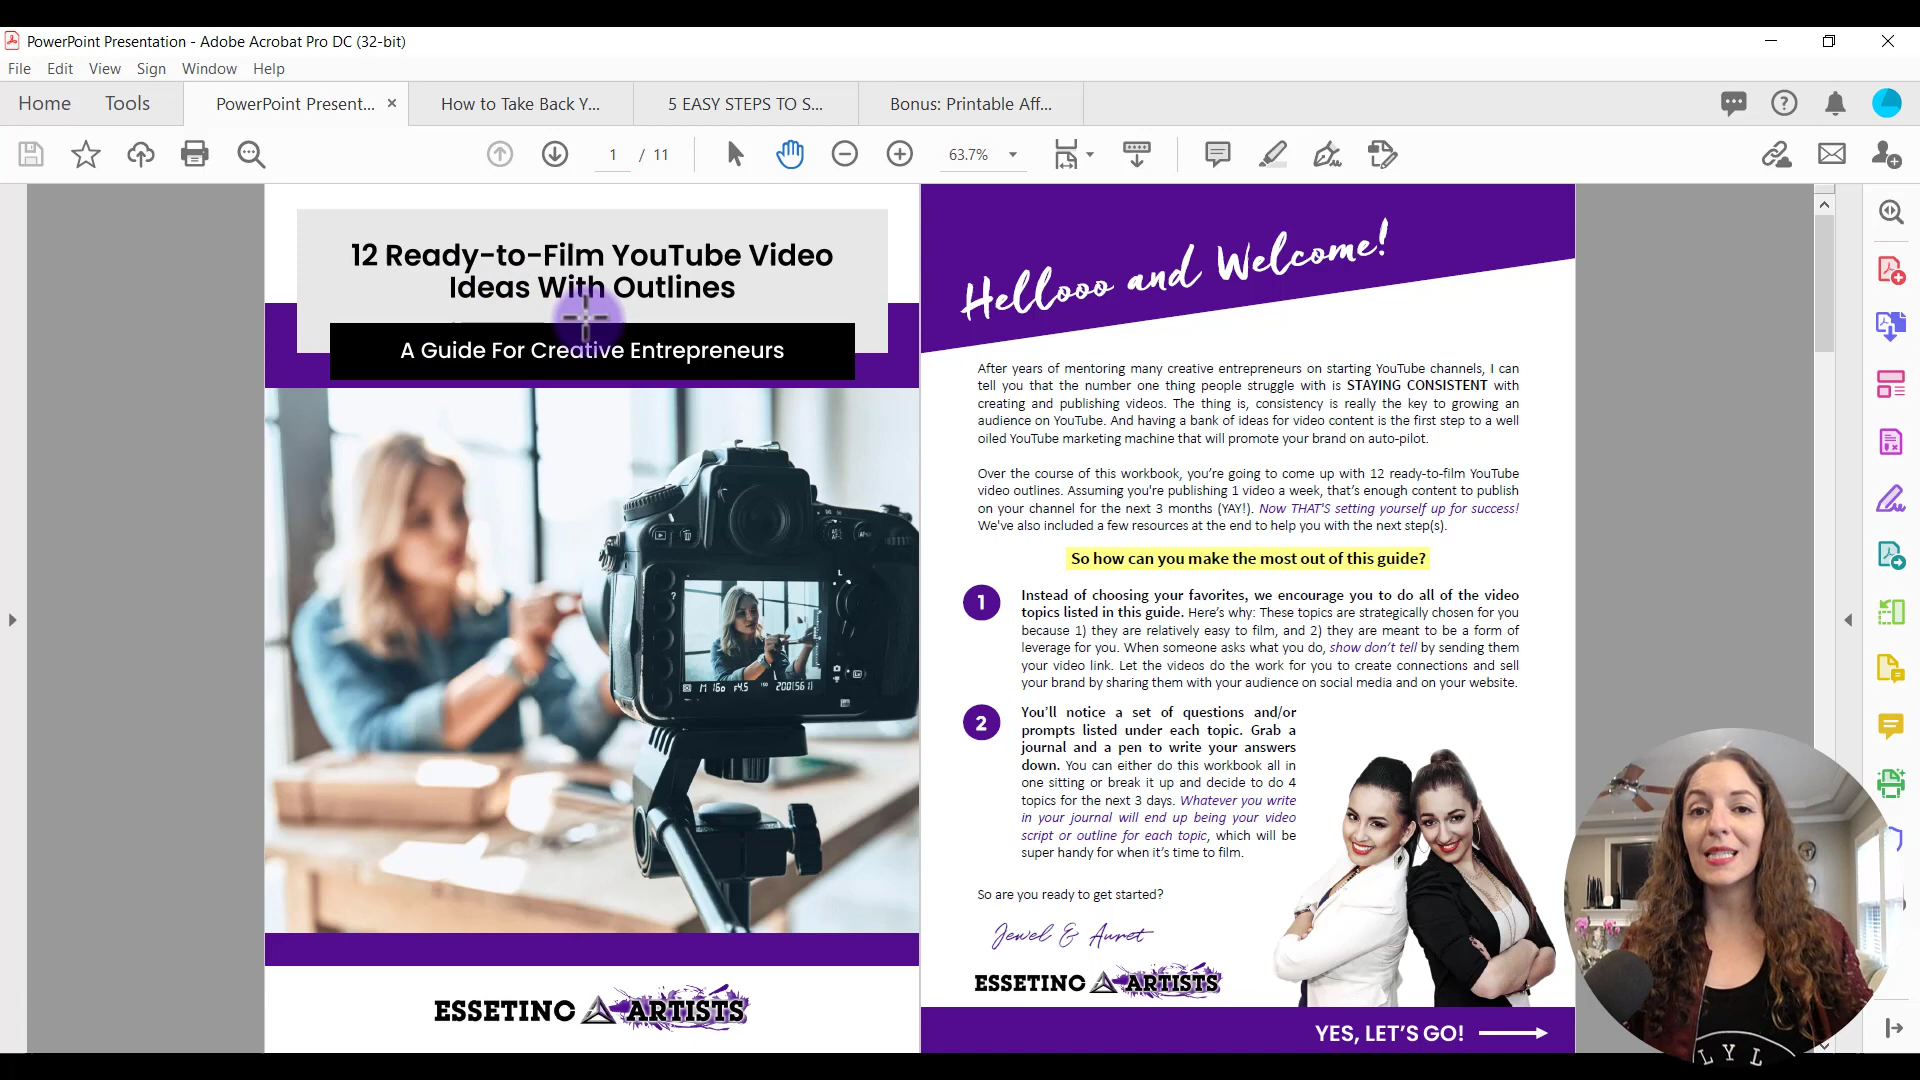 PowerPoint Presentation - Adobe Acrobat Pro DC (32-bit)
File Edit View Sign Window Help
Home Tools PowerPoint Present... × How to Take Back Y... 5 EASY STEPS TO S... Bonus: Printable Aff...
1 / 11 63.7%
12 Ready-to-Film YouTube Video
Ideas With Outlines
A Guide For Creative Entrepreneurs
M 160 F4.5
ESSETINO ARTISTS
Hellooo and Welcome!
After years of mentoring many creative entrepreneurs on starting YouTube channels, I can
tell you that the number one thing people struggle with is STAYING CONSISTENT with
creating and publishing videos. The thing is, consistency is really the key to growing an
audience on YouTube. And having a bank of ideas for video content is the first step to a well
oiled YouTube marketing machine that will promote your brand on auto-pilot.
Over the course of this workbook, you're going to come up with 12 ready-to-film YouTube
video outlines. Assuming you're publishing 1 video a week, that's enough content to publish
on your channel for the next 3 months (YAY!). Now THAT'S setting yourself up for success!
We've also included a few resources at the end to help you with the next step(s).
So how can you make the most out of this guide?
1
Instead of choosing your favorites, we encourage you to do all of the video
topics listed in this guide. Here's why: These topics are strategically chosen for you
because 1) they are relatively easy to film, and 2) they are meant to be a form of
leverage for you. When someone asks what you do, show don't tell by sending them
your video link. Let the videos do the work for you to create connections and sell
your brand by sharing them with your audience on social media and on your website.
2
You'll notice a set of questions and/or
prompts listed under each topic. Grab a
journal and a pen to write your answers
down. You can either do this workbook all in
one sitting or break it up and decide to do 4
topics for the next 3 days. Whatever you write
in your journal will end up being your video
script or outline for each topic, which will be
super handy for when it's time to film.
So are you ready to get started?
Jewel & Auret
ESSETINO ARTISTS
YES, LET'S GO!
LYL